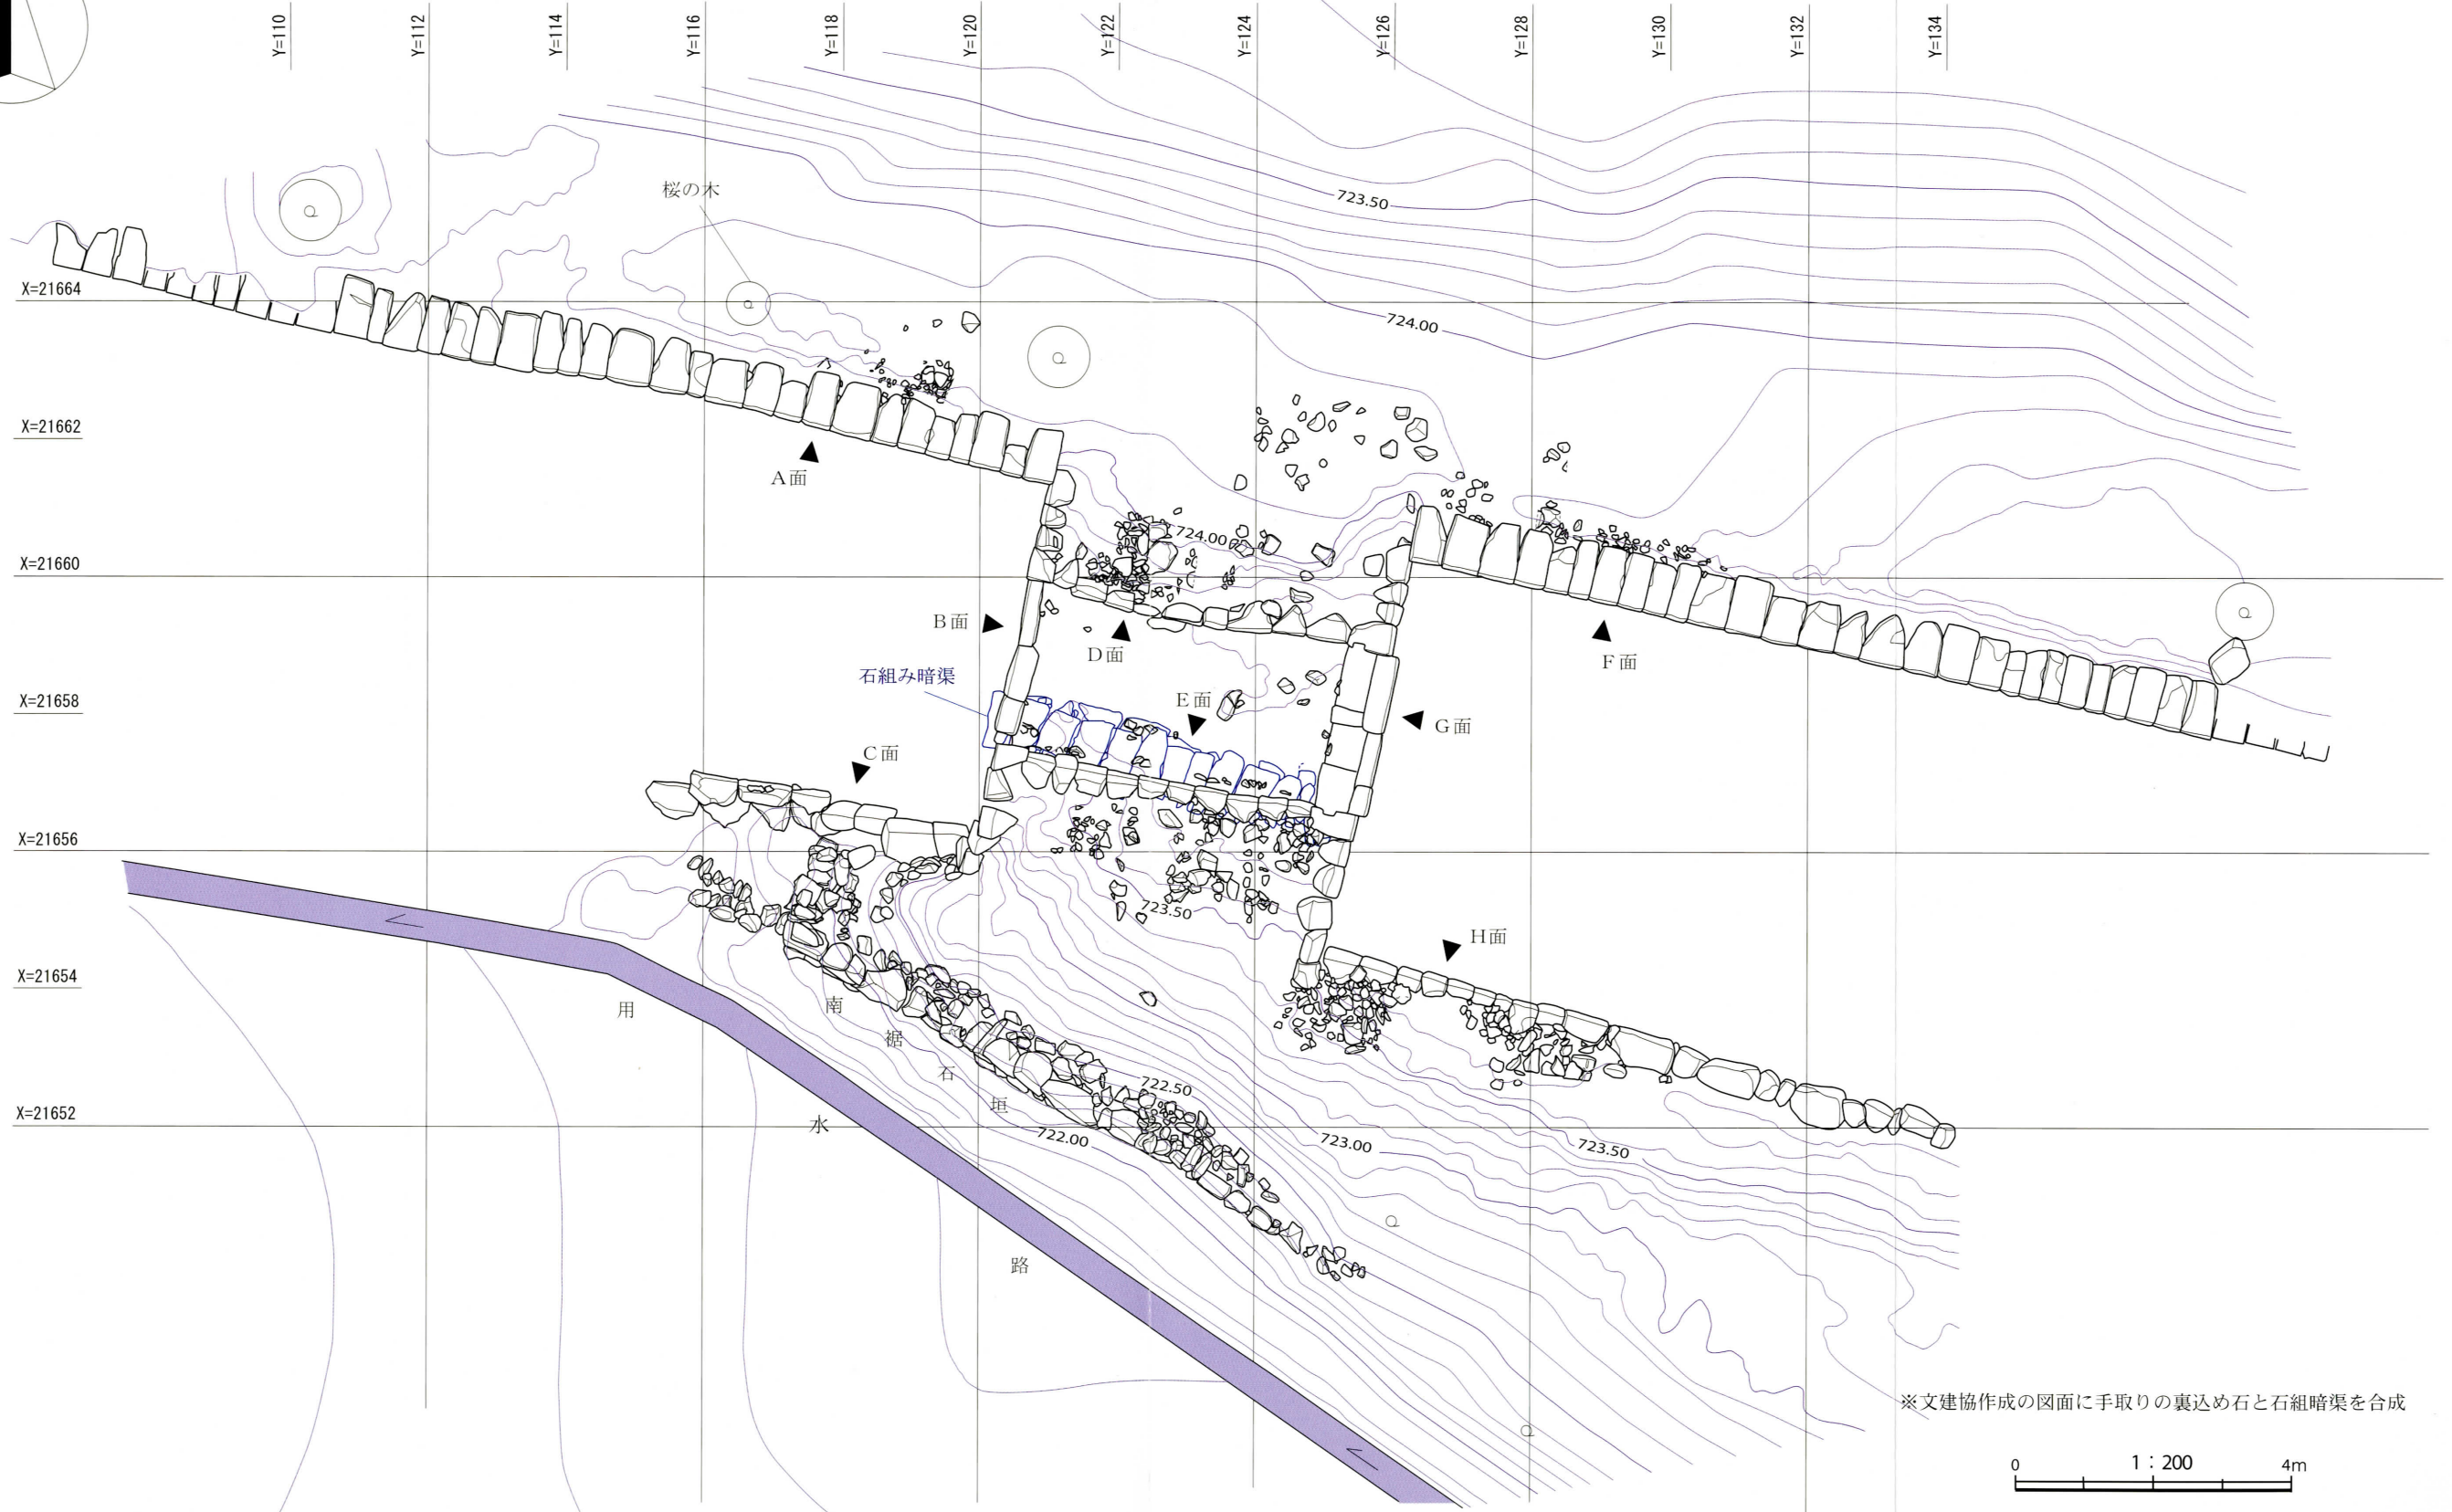 Y=110
Y=112
Y=114
Y=116
Y=118
Y=120
Y=122
Y=124
Y=126
Y=128
Y=130
Y=132
Y=134
桜の木
723.50
X=21664
724.00
X=21662
A面
724.00
X=21660
B面
D面
F面
石組み暗渠
X=21658
E面
G面
C面
X=21656
723.50
H面
X=21654
用水路
南裾石垣
722.50
X=21652
722.00
723.00
723.50
※文建協作成の図面に手取りの裏込め石と石組暗渠を合成
0 1：200 4m